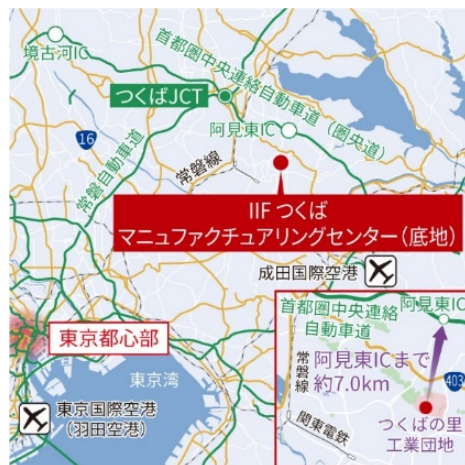 境古河IC
首都圏中央連絡自動車道(圏央道)
つくばJCT
阿見東IC
16
常磐自動車道
常磐線
IIF つくば
マニュファクチュアリングセンター(底地)
成田国際空港
東京都心部
東京湾
東京国際空港
(羽田空港)
首都圏中央連絡
自動車道
阿見東IC
常磐線
阿見東ICまで
約7.0km
403
関東電鉄
つくばの里
工業団地